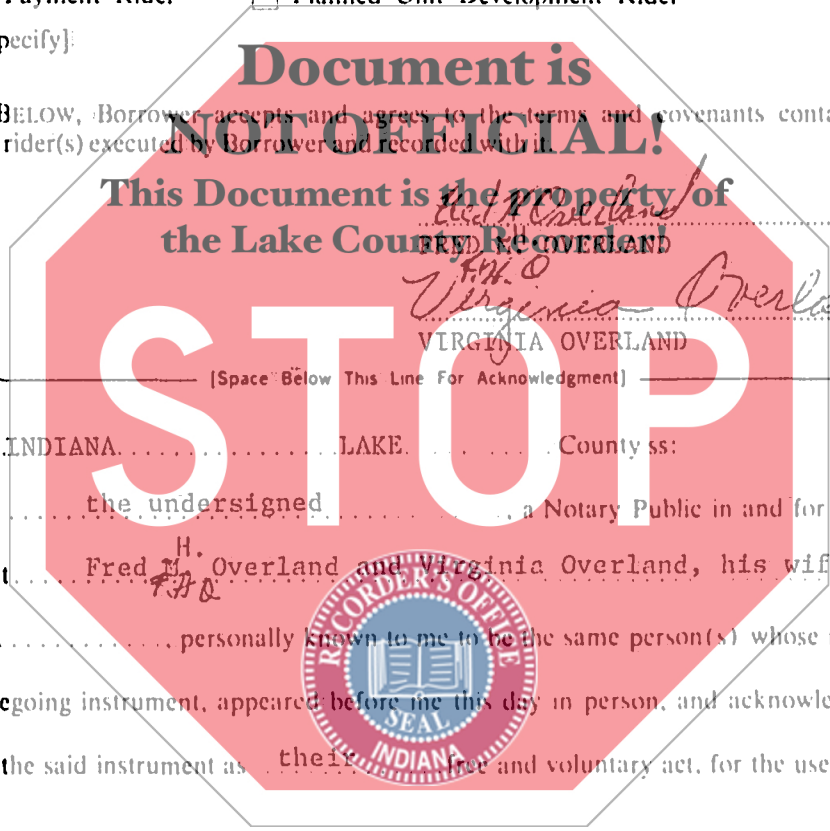 Payment Rider Planned Unit Development Rider
pecify]
Document is
BELOW, Borrower accepts and agrees to the terms and covenants conta
NOT OFFICIAL!
rider(s) executed by Borrower and recorded with it.
This Document is the property of
Fred H Overland
the Lake County Recorder!
FRED H. OVERLAND
F.H.O
Virginia Overla
VIRGINIA OVERLAND
[Space Below This Line For Acknowledgment]
STOP
INDIANA LAKE County ss:
the undersigned, a Notary Public in and for
H.
Fred Overland and Virginia Overland, his wif
F.H.O
, personally known to me to be the same person(s) whose
egoing instrument, appeared before me this day in person, and acknowle
the said instrument as their free and voluntary act, for the use
RECORDER'S OFFICE
SEAL
INDIANA